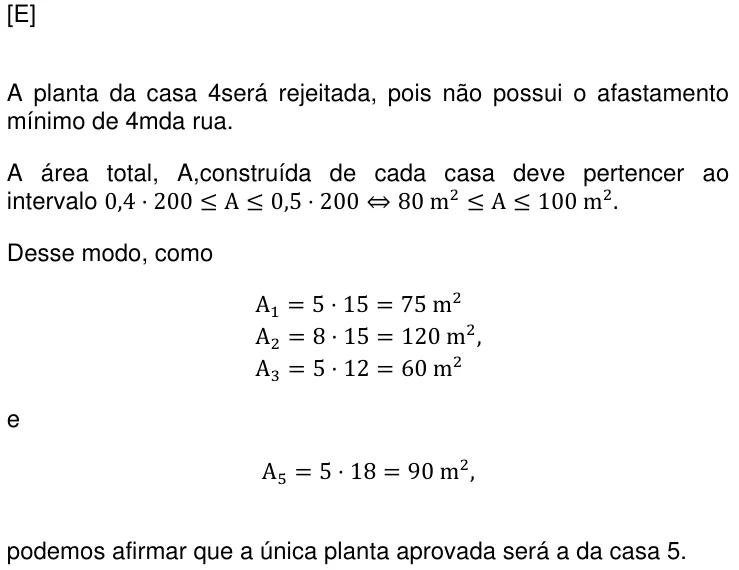 [E]
A planta da casa 4será rejeitada, pois não possui o afastamento
mínimo de 4mda rua.
A área total, A,construída de cada casa deve pertencer ao
intervalo 0,4 · 200 ≤ A ≤ 0,5 · 200 ⇔ 80 m² ≤ A ≤ 100 m².
Desse modo, como
A₁ = 5 · 15 = 75 m²
A₂ = 8 · 15 = 120 m²,
A₃ = 5 · 12 = 60 m²
e
A₅ = 5 · 18 = 90 m²,
podemos afirmar que a única planta aprovada será a da casa 5.